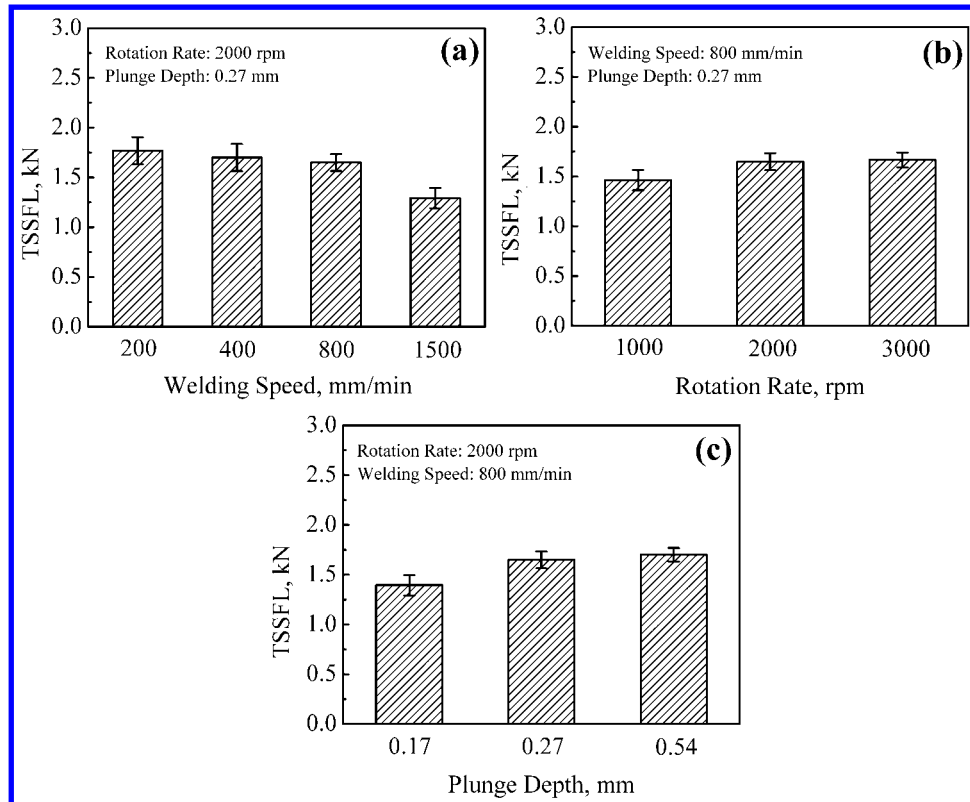 (a)
Rotation Rate: 2000 rpm
Plunge Depth: 0.27 mm
TSSFL, kN
3.0
2.5
2.0
1.5
1.0
0.5
0.0
200 400 800 1500
Welding Speed, mm/min
(b)
Welding Speed: 800 mm/min
Plunge Depth: 0.27 mm
TSSFL, kN
3.0
2.5
2.0
1.5
1.0
0.5
0.0
1000 2000 3000
Rotation Rate, rpm
(c)
Rotation Rate: 2000 rpm
Welding Speed: 800 mm/min
TSSFL, kN
3.0
2.5
2.0
1.5
1.0
0.5
0.0
0.17 0.27 0.54
Plunge Depth, mm